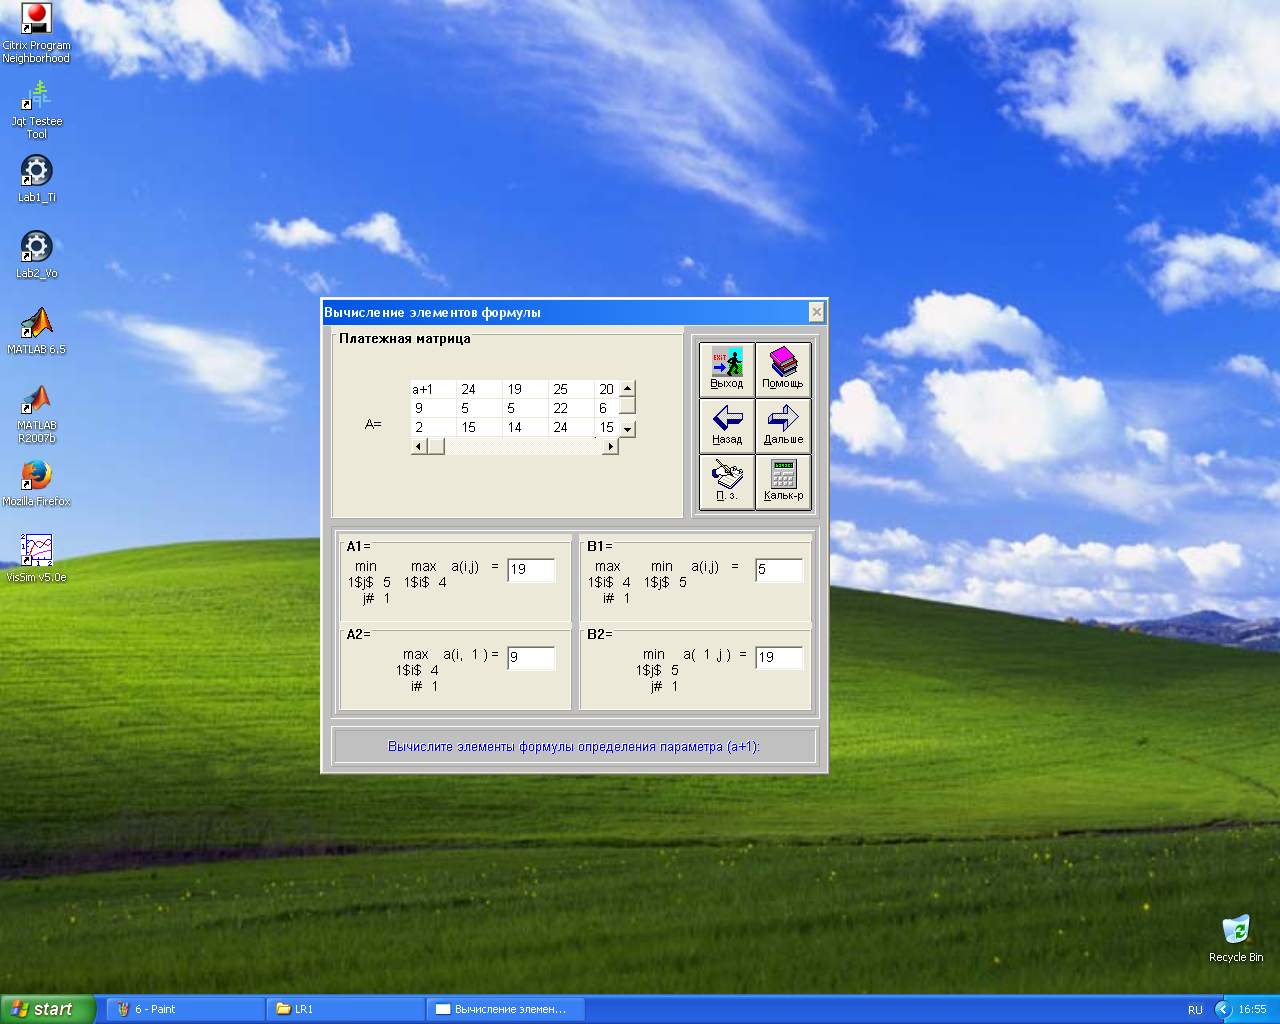 Citrix Program
Neighborhood
Jqt Testee
Tool
Lab1_Ti
Lab2_Vo
MATLAB 6.5
MATLAB
R2007b
Mozilla Firefox
VisSim v5.0e
Вычисление элементов формулы
Платежная матрица
A=
a+1 24 19 25 20
9 5 5 22 6
2 15 14 24 15
EXIT
Выход
Помощь
Назад
Дальше
П. з.
Кальк-р
A1=
min max a(i,j) = 19
1$j$ 5 1$i$ 4
j# 1
B1=
max min a(i,j) = 5
1$i$ 4 1$j$ 5
i# 1
A2=
max a(i, 1 ) = 9
1$i$ 4
i# 1
B2=
min a( 1 ,j ) = 19
1$j$ 5
j# 1
Вычислите элементы формулы определения параметра (a+1):
Recycle Bin
start
6 - Paint
LR1
Вычисление элемен...
RU
16:55